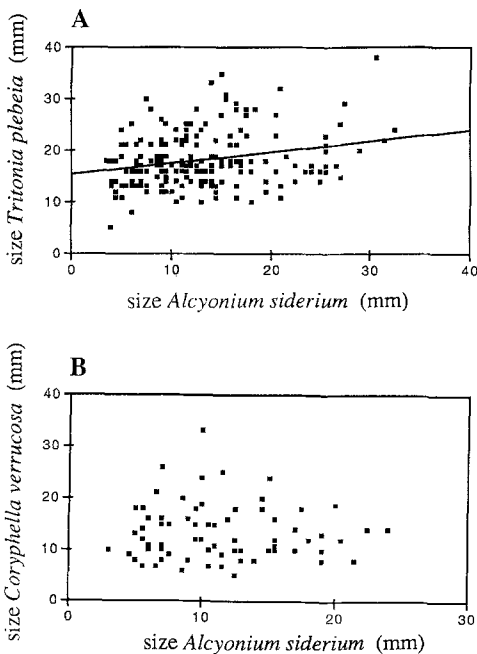 A
size Tritonia plebeia (mm)
40
30
20
10
0
0 10 20 30 40
size Alcyonium siderium (mm)
B
size Coryphella verrucosa (mm)
40
30
20
10
0
0 10 20 30
size Alcyonium siderium (mm)